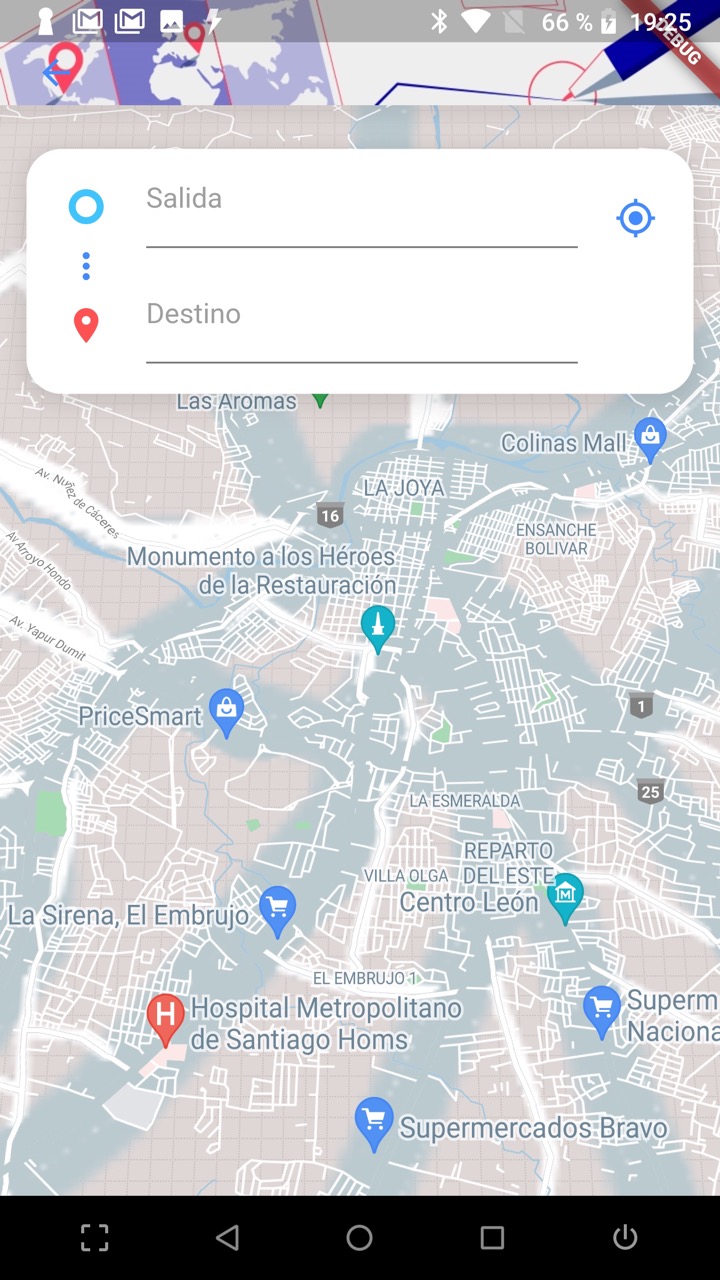 66 %
19:25
DEBUG
Salida
Destino
Las Aromas
Colinas Mall
LA JOYA
Av. Nuñez de Cáceres
16
ENSANCHE
BOLIVAR
Av Arroyo Hondo
Monumento a los Héroes
de la Restauración
Av. Yapur Dumit
PriceSmart
1
25
LA ESMERALDA
REPARTO
DEL ESTE
VILLA OLGA
Centro León
M
La Sirena, El Embrujo
EL EMBRUJO 1
H
Hospital Metropolitano
de Santiago Homs
Superm
Naciona
Supermercados Bravo